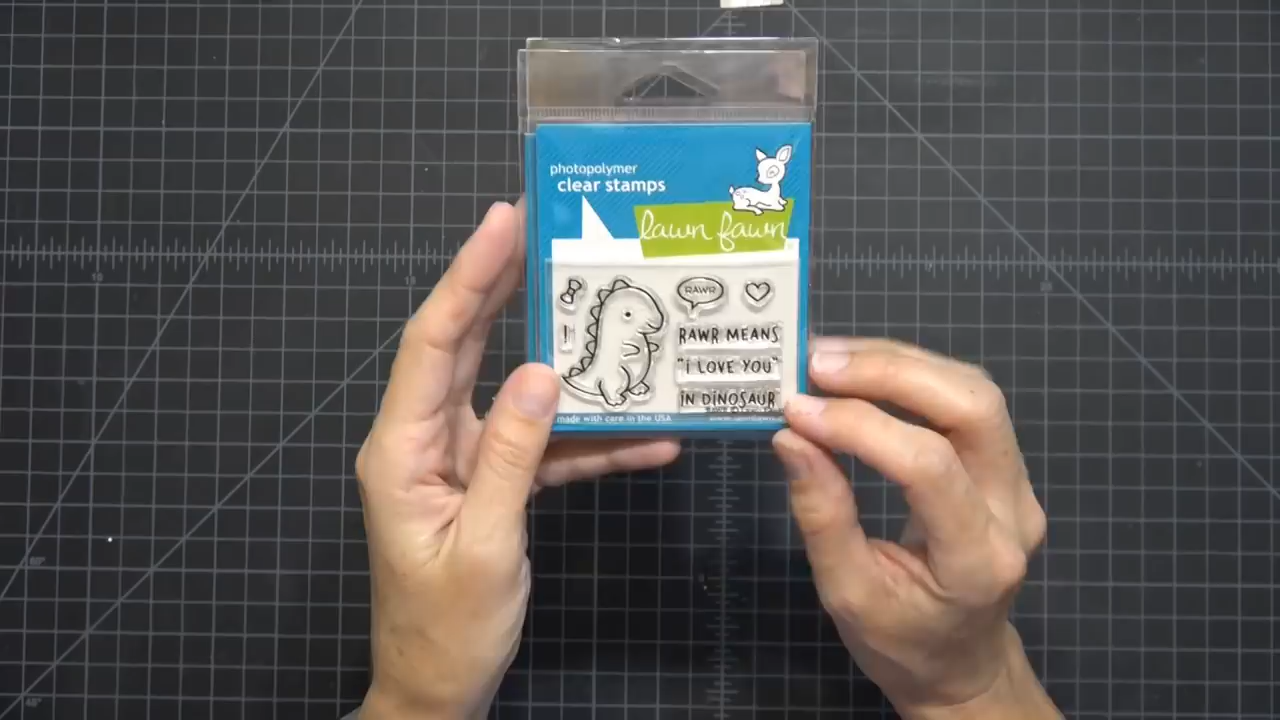 photopolymer
clear stamps
lawn fawn
RAWR
!
RAWR MEANS
"I LOVE YOU"
IN DINOSAUR
made with care in the USA